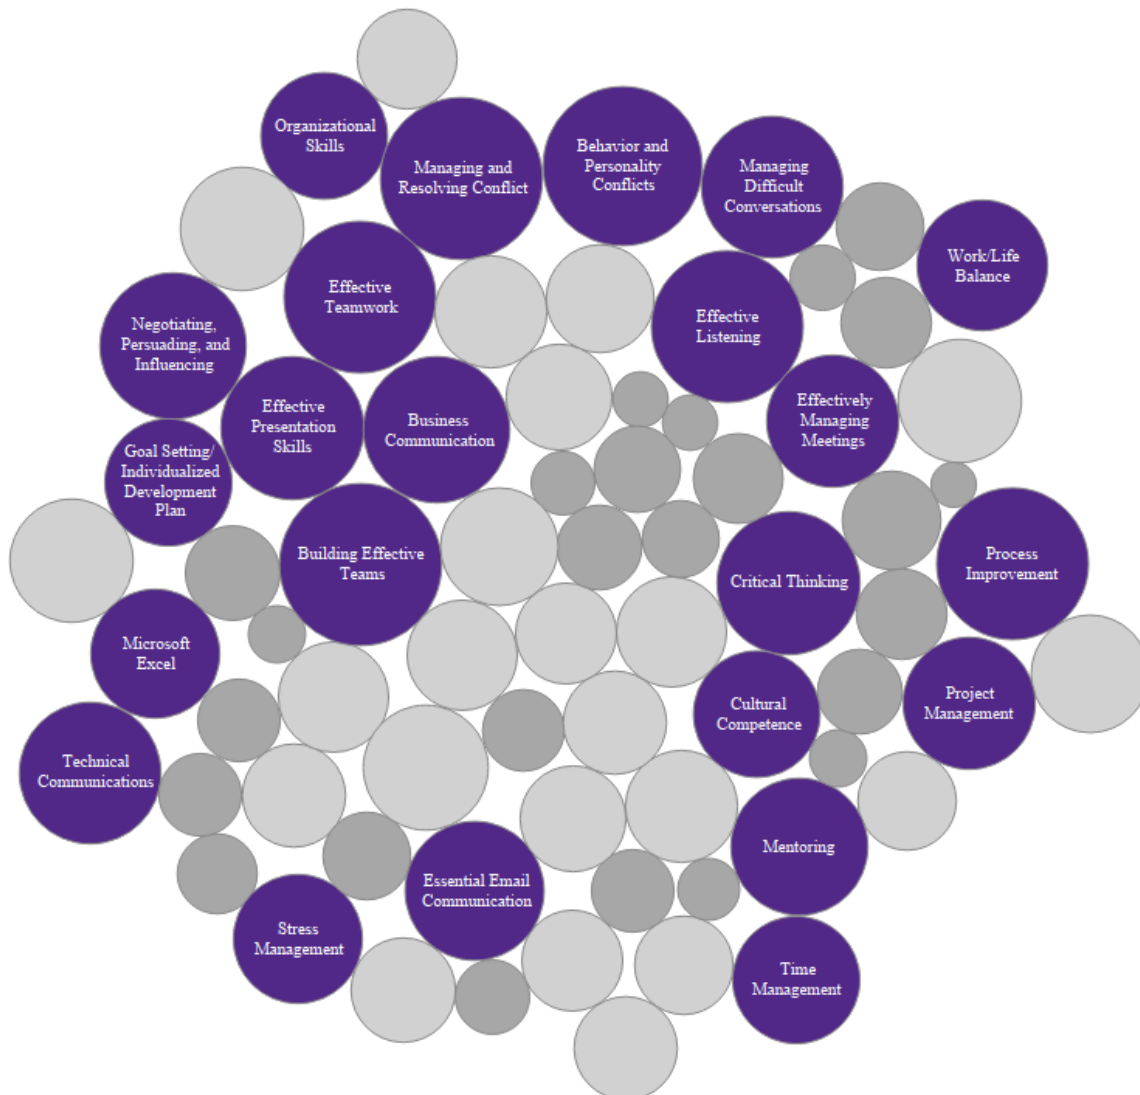 Organizational
Skills
Managing and
Resolving Conflict
Behavior and
Personality
Conflicts
Managing
Difficult
Conversations
Work/Life
Balance
Effective
Teamwork
Effective
Listening
Negotiating,
Persuading, and
Influencing
Effective
Presentation
Skills
Business
Communication
Effectively
Managing
Meetings
Goal Setting/
Individualized
Development
Plan
Building Effective
Teams
Critical Thinking
Process
Improvement
Microsoft
Excel
Cultural
Competence
Project
Management
Technical
Communications
Mentoring
Essential Email
Communication
Stress
Management
Time
Management